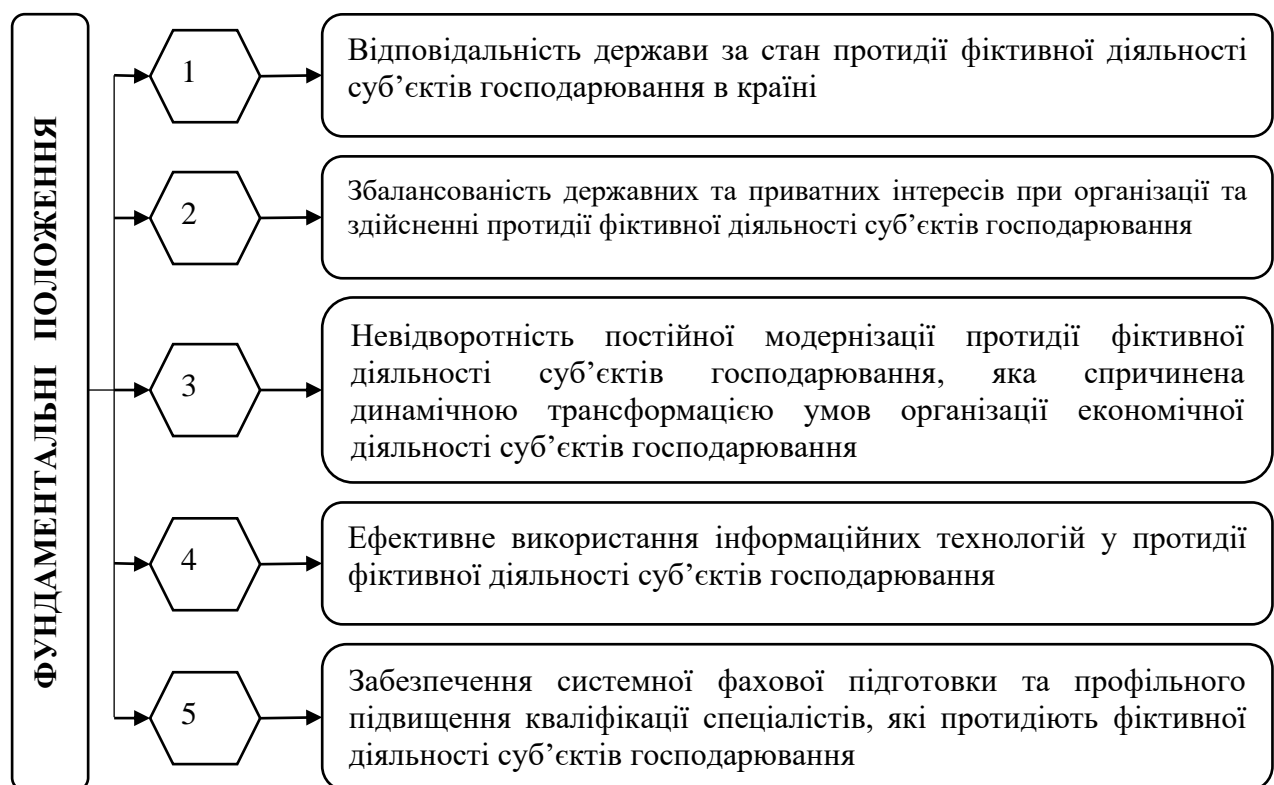 ФУНДАМЕНТАЛЬНІ ПОЛОЖЕННЯ
1
Відповідальність держави за стан протидії фіктивної діяльності
суб’єктів господарювання в країні
2
Збалансованість державних та приватних інтересів при організації та
здійсненні протидії фіктивної діяльності суб’єктів господарювання
3
Невідворотність постійної модернізації протидії фіктивної
діяльності суб’єктів господарювання, яка спричинена
динамічною трансформацією умов організації економічної
діяльності суб’єктів господарювання
4
Ефективне використання інформаційних технологій у протидії
фіктивної діяльності суб’єктів господарювання
5
Забезпечення системної фахової підготовки та профільного
підвищення кваліфікації спеціалістів, які протидіють фіктивної
діяльності суб’єктів господарювання